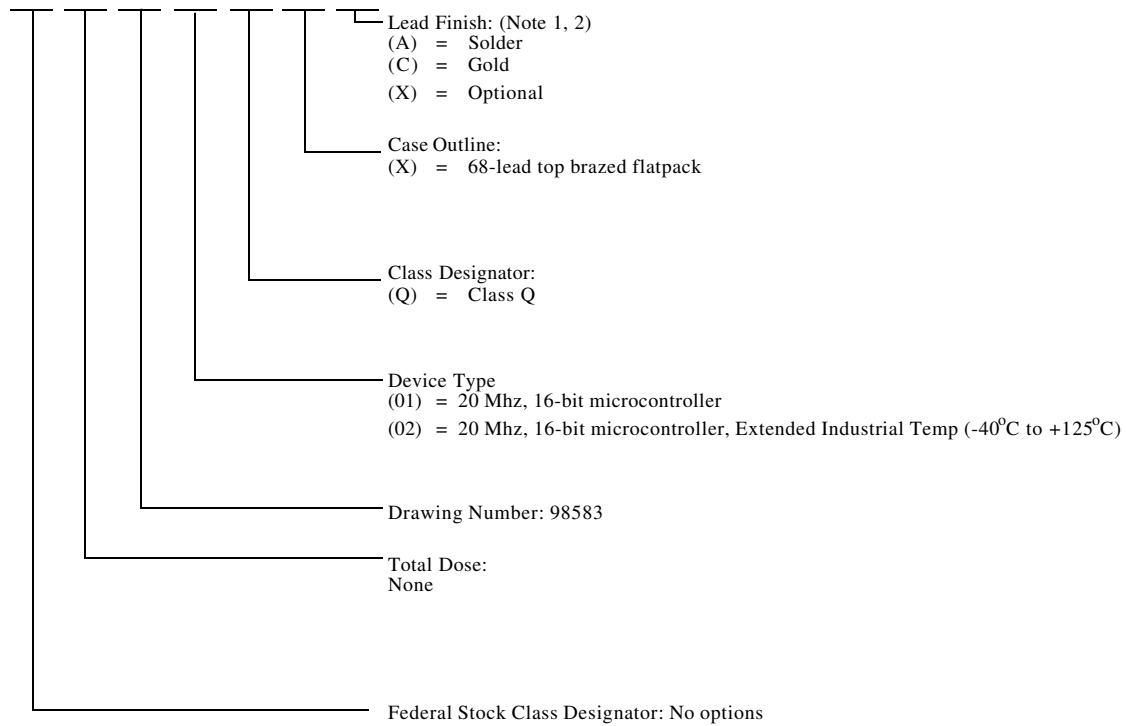 Lead Finish: (Note 1, 2)
(A) = Solder
(C) = Gold
(X) = Optional
Case Outline:
(X) = 68-lead top brazed flatpack
Class Designator:
(Q) = Class Q
Device Type
(01) = 20 Mhz, 16-bit microcontroller
(02) = 20 Mhz, 16-bit microcontroller, Extended Industrial Temp (-40°C to +125°C)
Drawing Number: 98583
Total Dose:
None
Federal Stock Class Designator: No options